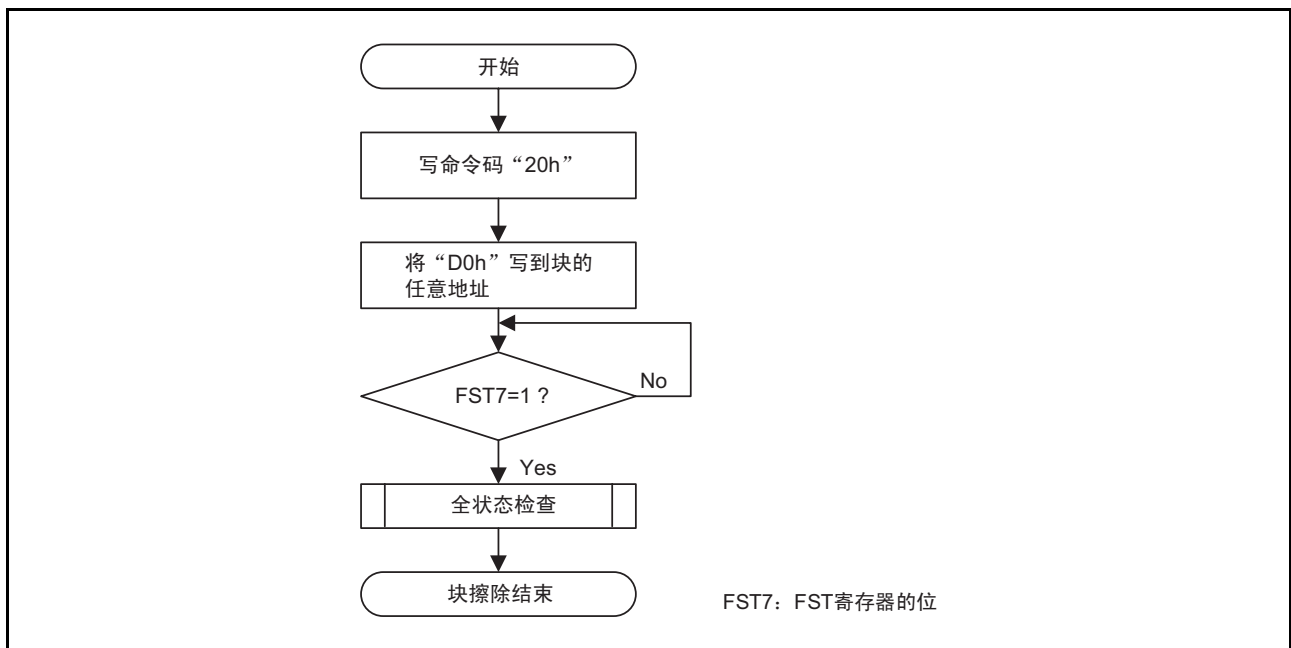 开始
写命令码“20h”
将“D0h”写到块的
任意地址
No
FST7=1 ?
Yes
全状态检查
块擦除结束
FST7：FST寄存器的位